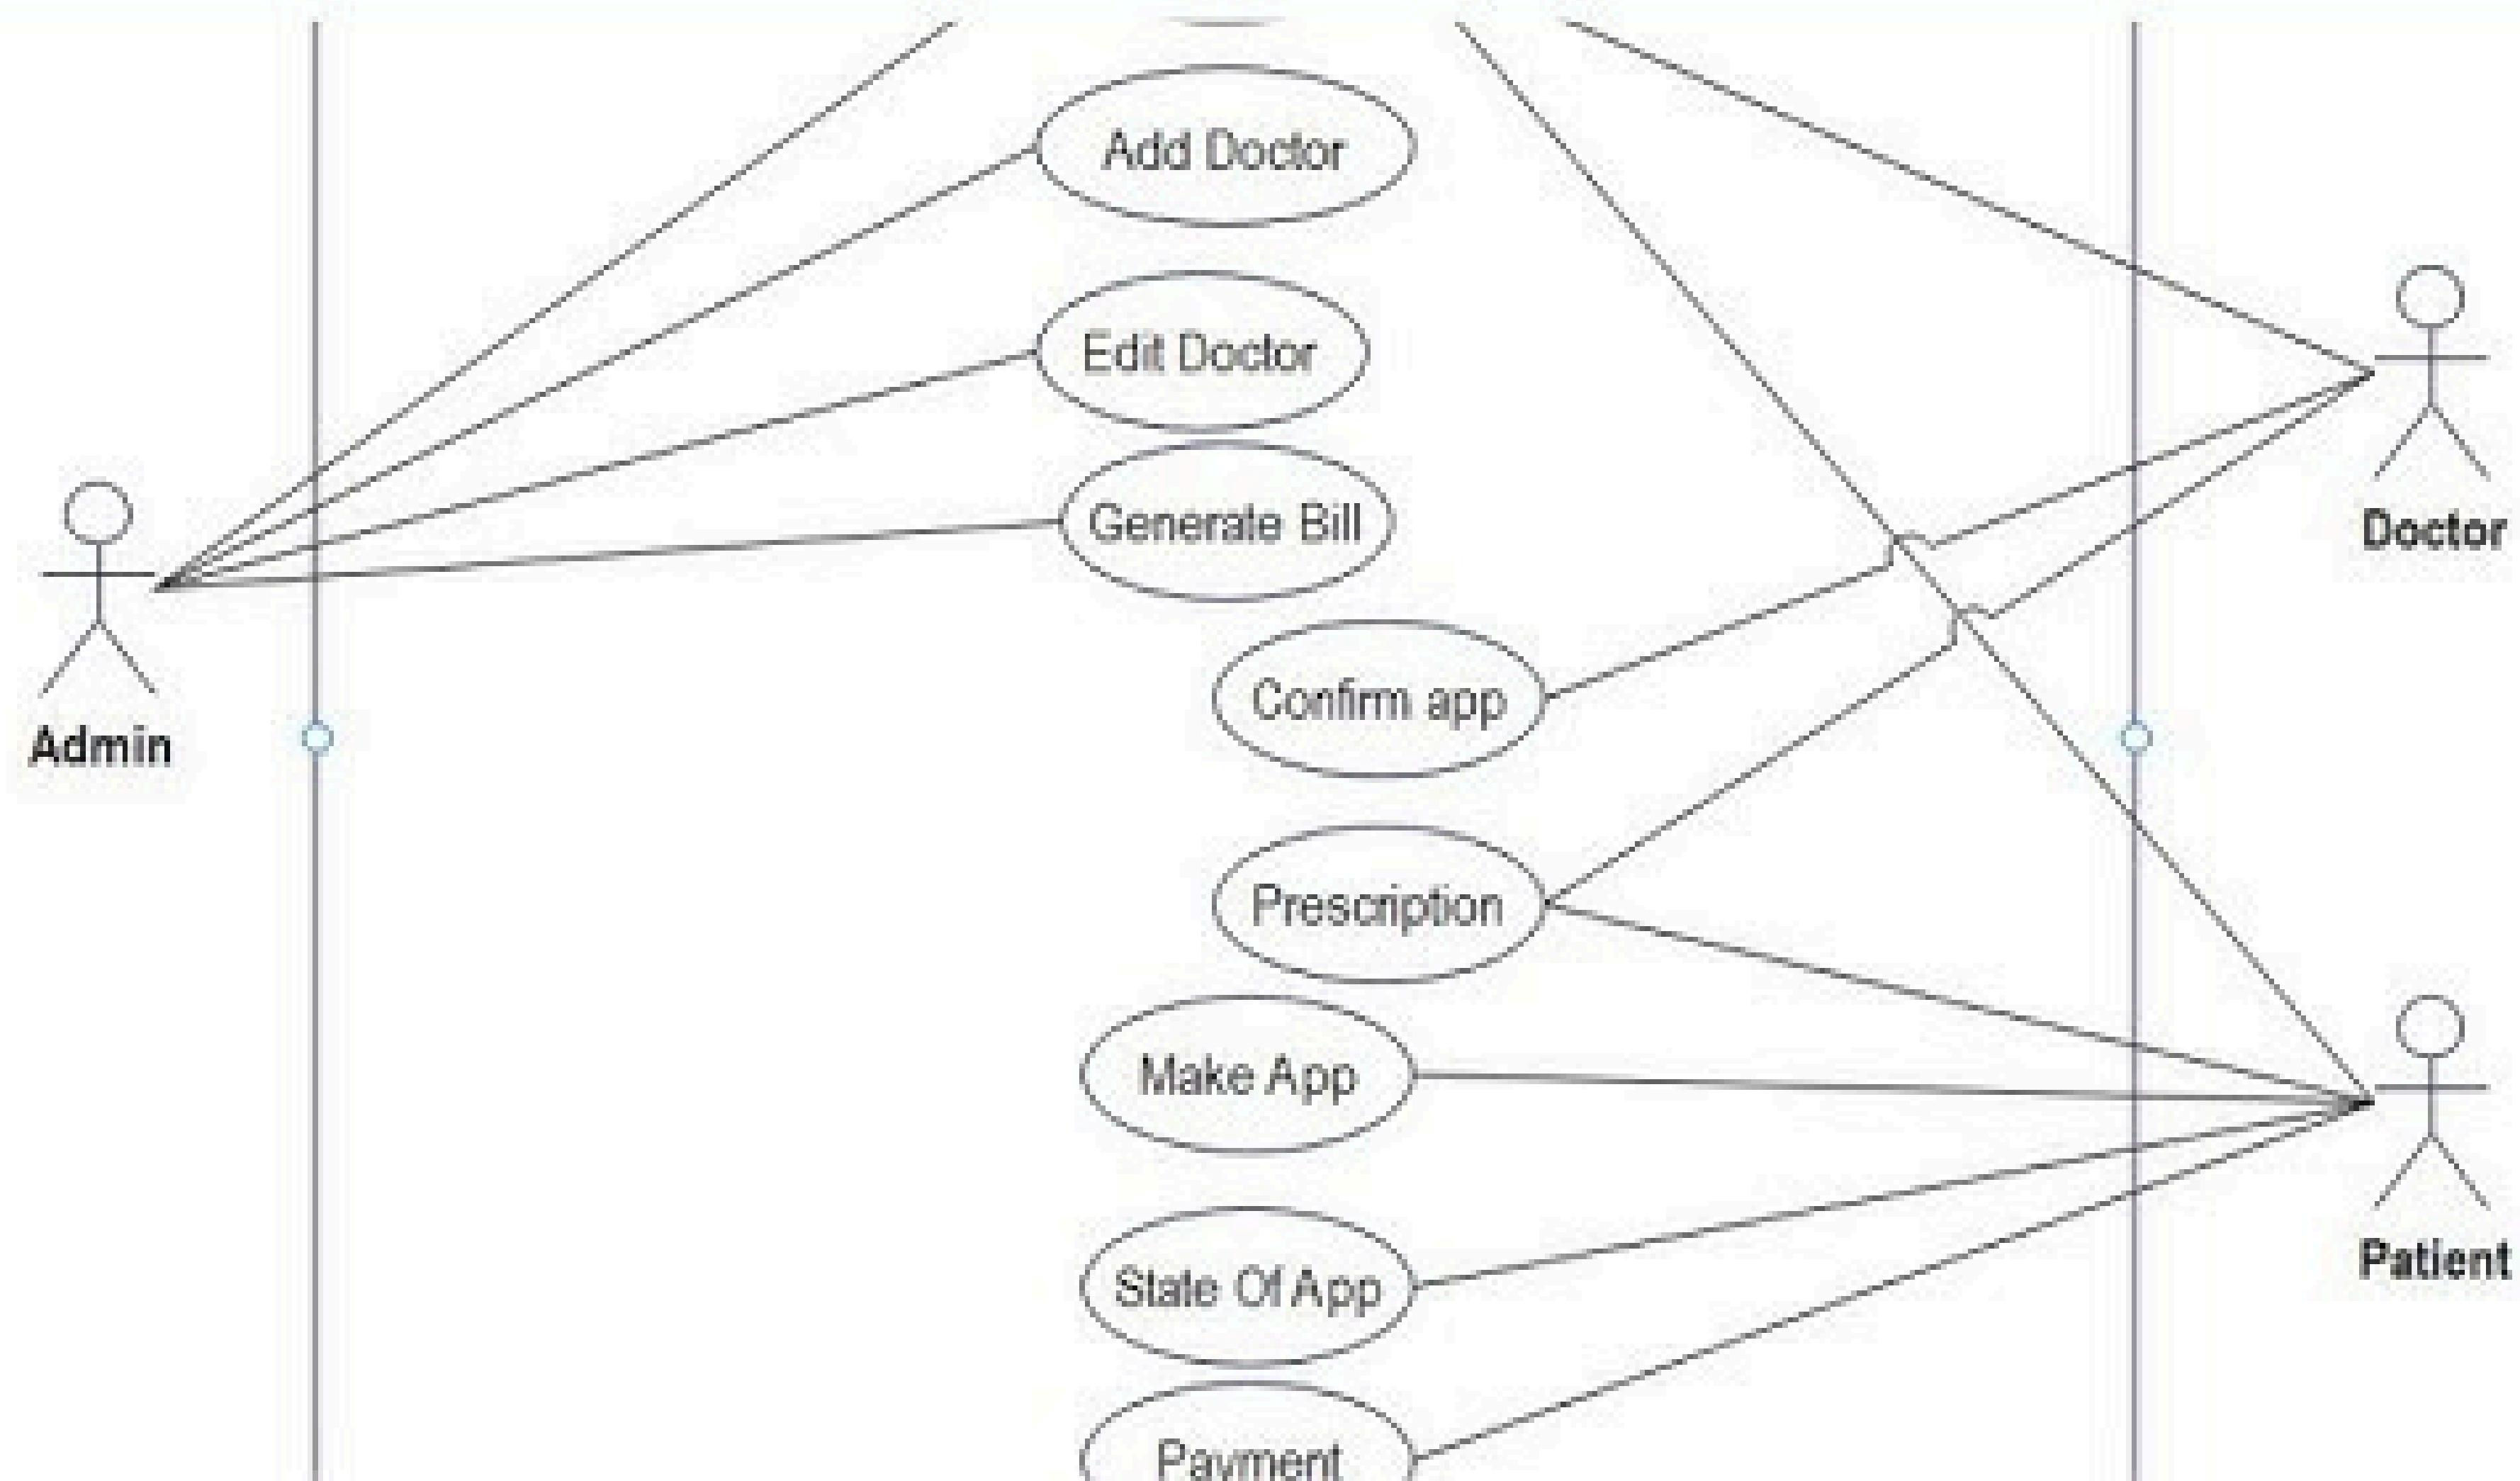 Add Doctor
Edit Doctor
Generate Bill
Confirm app
Prescription
Make App
State Of App
Payment
Admin
Doctor
Patient